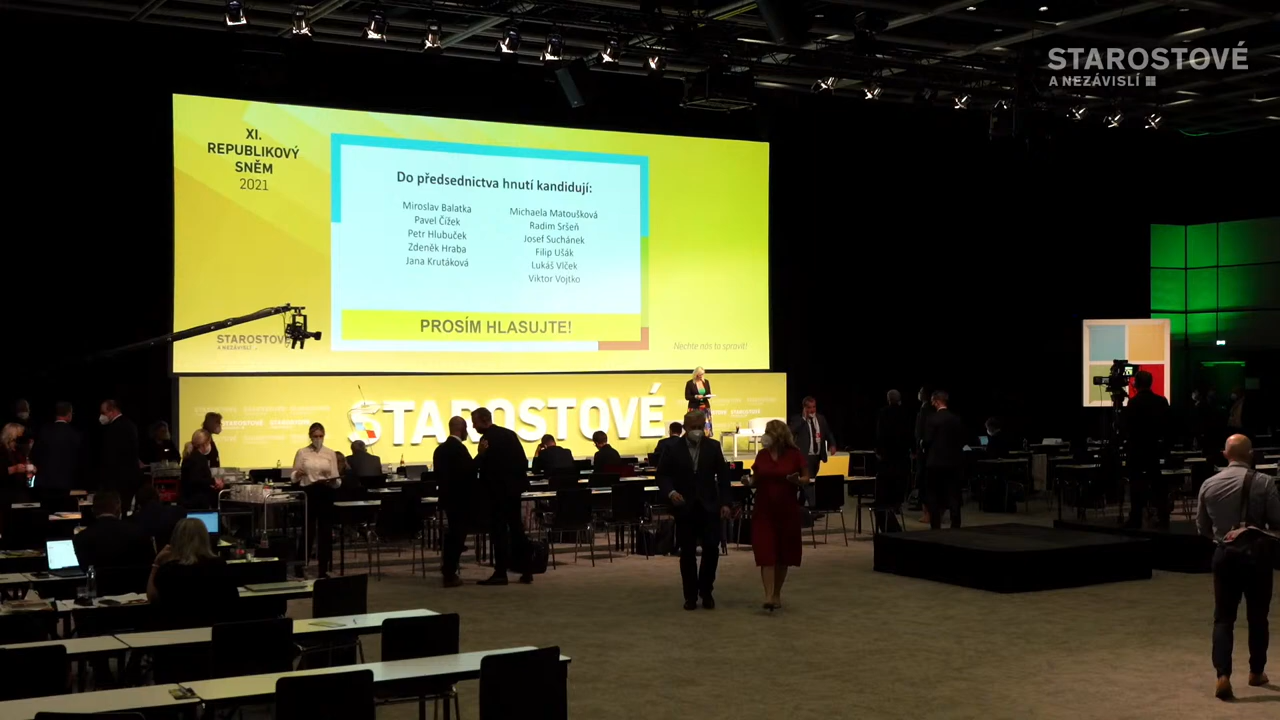 STAROSTOVÉ
A NEZÁVISLÍ
XI.
REPUBLIKOVÝ
SNĚM
2021
Do předsednictva hnutí kandidují:
Miroslav Balatka
Pavel Čížek
Petr Hlubuček
Zdeněk Hraba
Jana Krutáková
Michaela Matoušková
Radim Sršeň
Josef Suchánek
Filip Ušák
Lukáš Vlček
Viktor Vojtko
PROSÍM HLASUJTE!
STAROSTOVÉ
A NEZÁVISLÍ
Nechte nás to spravit!
STAROSTOVÉ